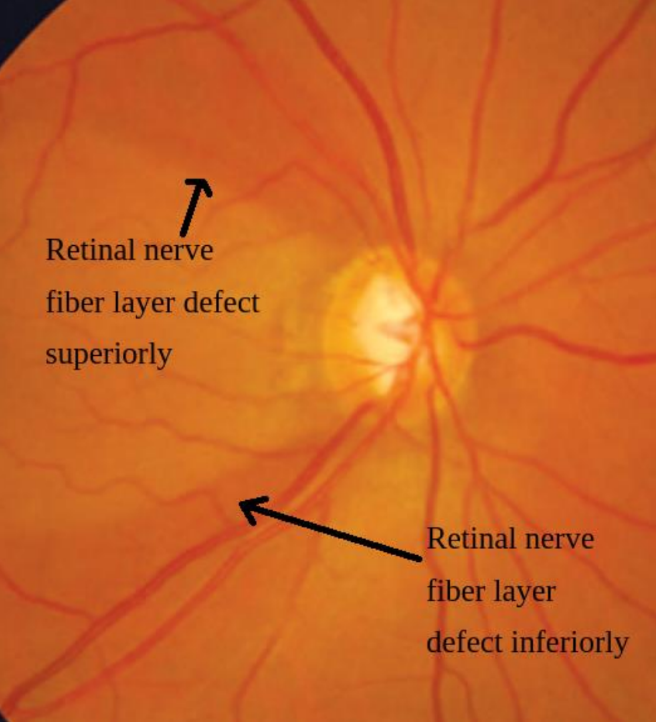 Retinal nerve
fiber layer defect
superiorly
Retinal nerve
fiber layer
defect inferiorly